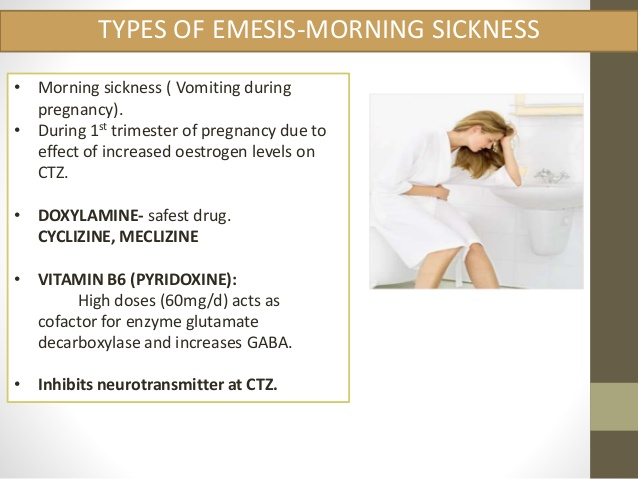 TYPES OF EMESIS-MORNING SICKNESS
• Morning sickness ( Vomiting during
pregnancy).
• During 1st trimester of pregnancy due to
effect of increased oestrogen levels on
CTZ.
• DOXYLAMINE- safest drug.
CYCLIZINE, MECLIZINE
• VITAMIN B6 (PYRIDOXINE):
High doses (60mg/d) acts as
cofactor for enzyme glutamate
decarboxylase and increases GABA.
• Inhibits neurotransmitter at CTZ.